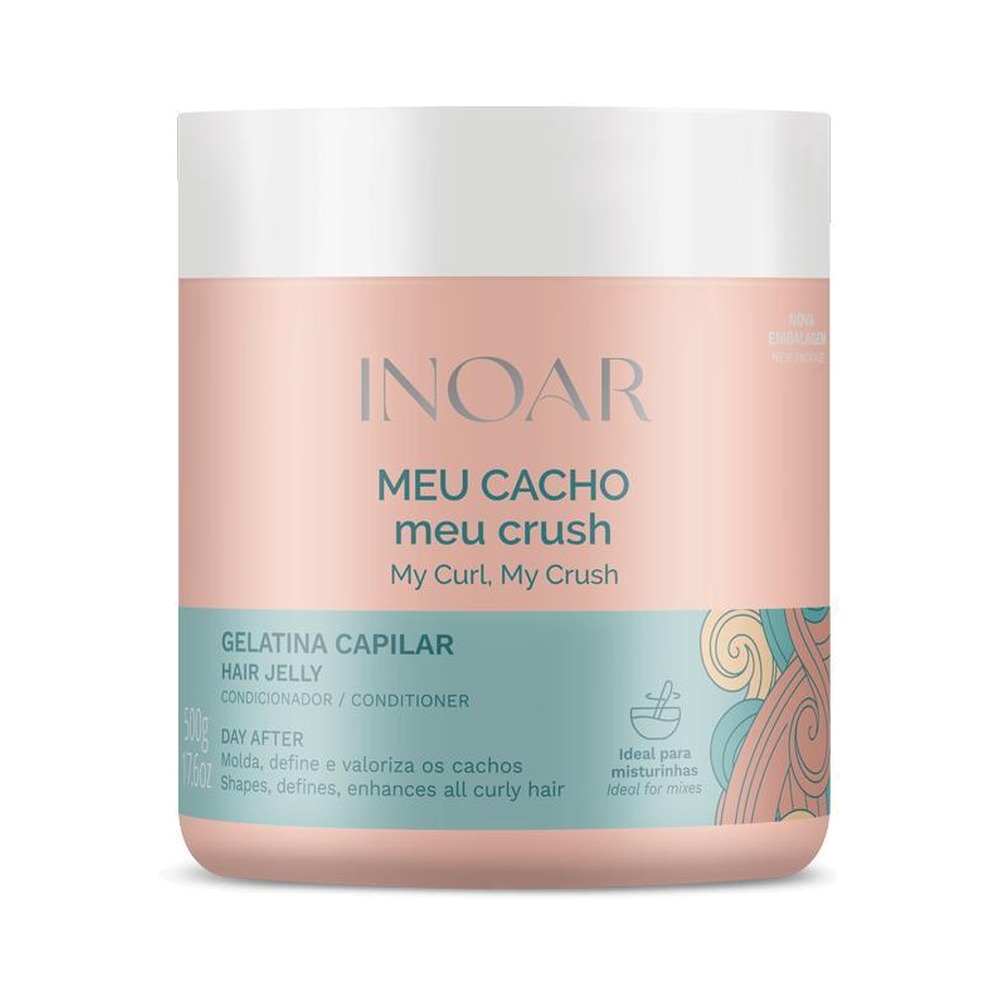 NOVA
EMBALAGEM
NEW PACKAGE
INOAR
MEU CACHO
meu crush
My Curl, My Crush
GELATINA CAPILAR
HAIR JELLY
CONDICIONADOR / CONDITIONER
500g
17.6oz
DAY AFTER
Molda, define e valoriza os cachos
Shapes, defines, enhances all curly hair
Ideal para
misturinhas
Ideal for mixes